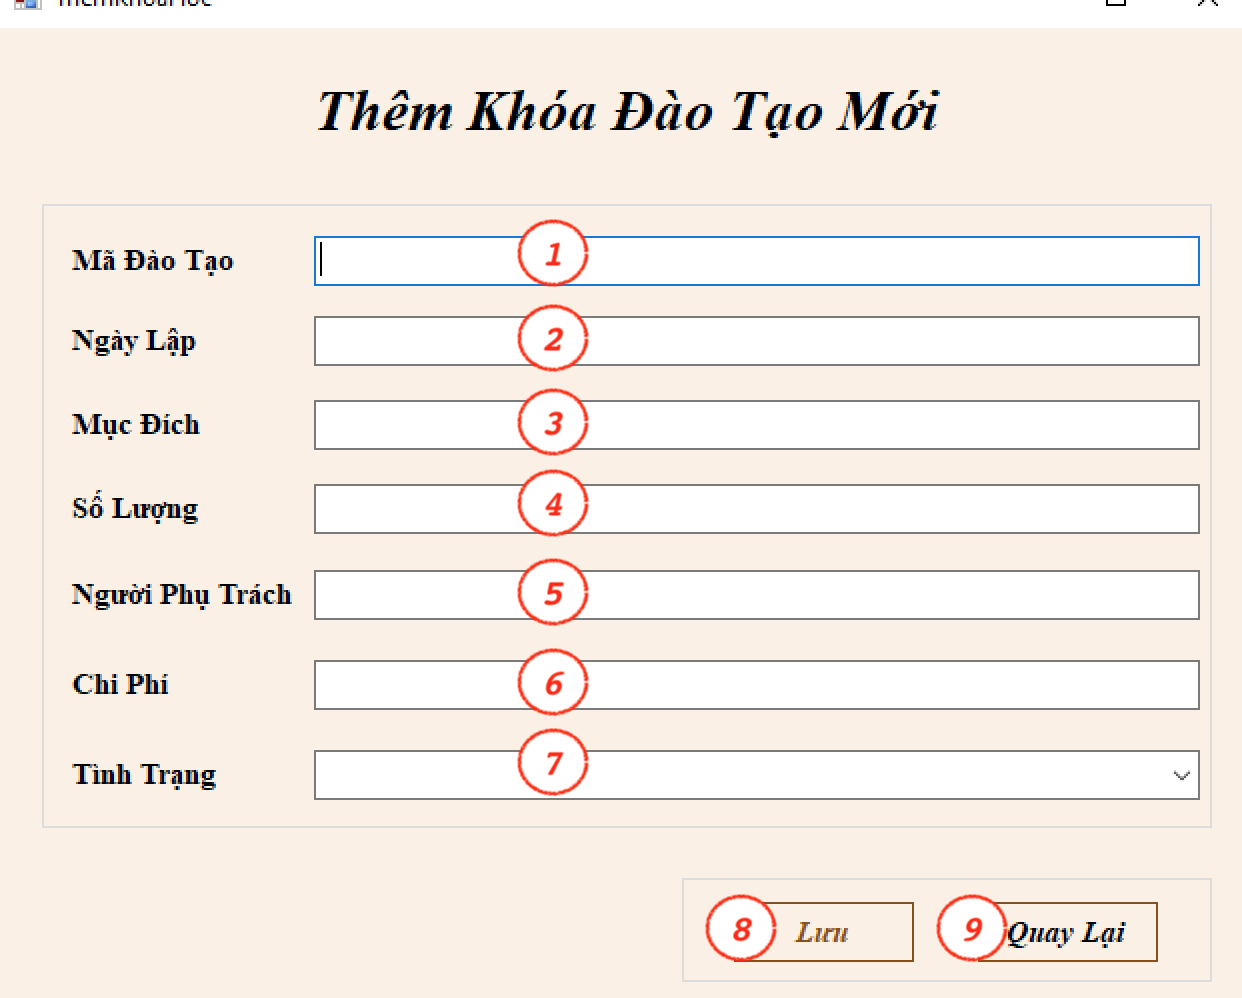 Thêm Khóa Đào Tạo Mới
Mã Đào Tạo 1
Ngày Lập 2
Mục Đích 3
Số Lượng 4
Người Phụ Trách 5
Chi Phí 6
Tình Trạng 7
8 Lưu 9 Quay Lại